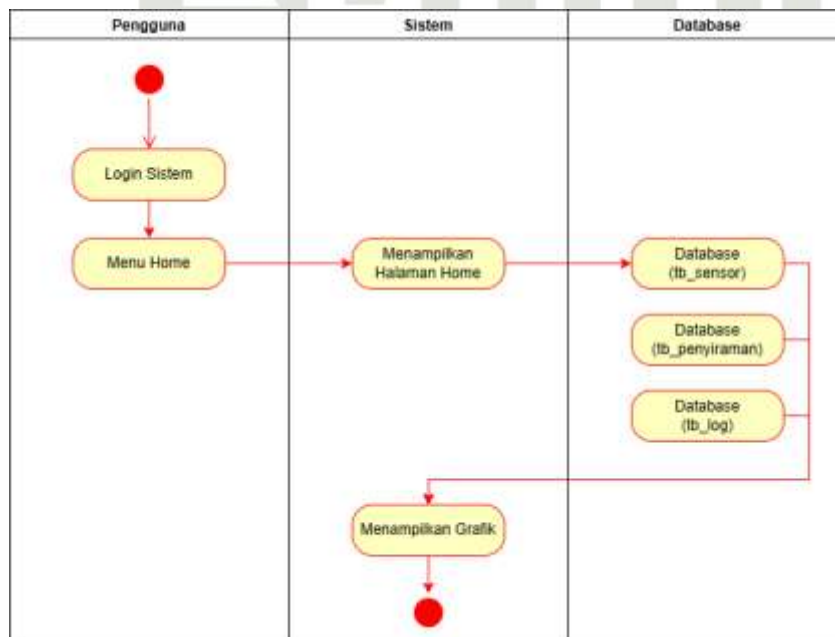 Pengguna
Sistem
Database
Login Sistem
Menu Home
Menampilkan
Halaman Home
Database
(tb_sensor)
Database
(tb_penyiraman)
Database
(tb_log)
Menampilkan Grafik